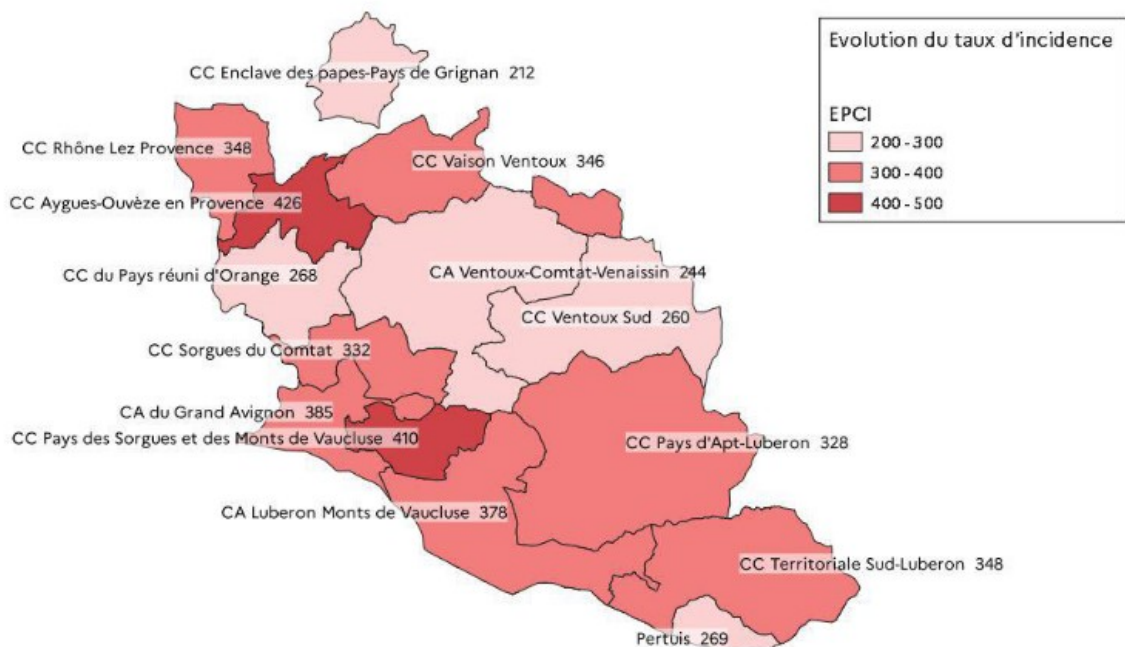 Evolution du taux d'incidence
EPCI
200 - 300
300 - 400
400 - 500
CC Enclave des papes-Pays de Grignan 212
CC Rhône Lez Provence 348
CC Vaison Ventoux 346
CC Aygues-Ouvèze en Provence 426
CC du Pays réuni d'Orange 268
CA Ventoux-Comtat-Venaissin 244
CC Ventoux Sud 260
CC Sorgues du Comtat 332
CA du Grand Avignon 385
CC Pays des Sorgues et des Monts de Vaucluse 410
CC Pays d'Apt-Luberon 328
CA Luberon Monts de Vaucluse 378
CC Territoriale Sud-Luberon 348
Pertuis 269